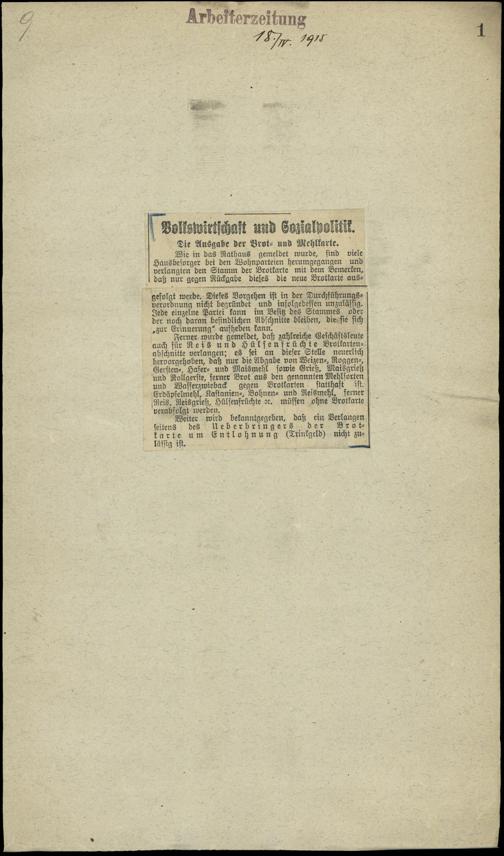 9
Arbeiterzeitung
18./IV. 1915
1
Volkswirtschaft und Sozialpolitik.
Die Ausgabe der Brot- und Mehlkarte.
Wie in das Rathaus gemeldet wurde, sind viele
Hausbesorger bei den Wohnparteien herumgegangen und
verlangten den Stamm der Brotkarte mit dem Bemerken,
daß nur gegen Rückgabe dieses die neue Brotkarte aus-
gefolgt werde. Dieses Vorgehen ist in der Durchführungs-
verordnung nicht begründet und infolgedessen unzulässig.
Jede einzelne Partei kann im Besitz des Stammes oder
der noch daran befindlichen Abschnitte bleiben, die sie sich
„zur Erinnerung“ aufheben kann.
Ferner wurde gemeldet, daß zahlreiche Geschäftsleute
auch für Reis und Hülsenfrüchte Brotkarten-
abschnitte verlangen; es sei an dieser Stelle neuerlich
hervorgehoben, daß nur die Abgabe von Weizen-, Roggen-,
Gersten-, Hafer- und Maismehl sowie Grieß, Maisgrieß
und Rollgerste, ferner Brot aus den genannten Mehlsorten
und Wasserzwieback gegen Brotkarten statthaft ist.
Erdäpfelmehl, Kastanien-, Bohnen- und Reismehl, ferner
Reis, Reisgrieß, Hülsenfrüchte ꝛc. müssen ohne Brotkarte
verabfolgt werden.
Weiter wird bekanntgegeben, daß ein Verlangen
seitens des Ueberbringers der Brot-
karte um Entlohnung (Trinkgeld) nicht zu-
lässig ist.